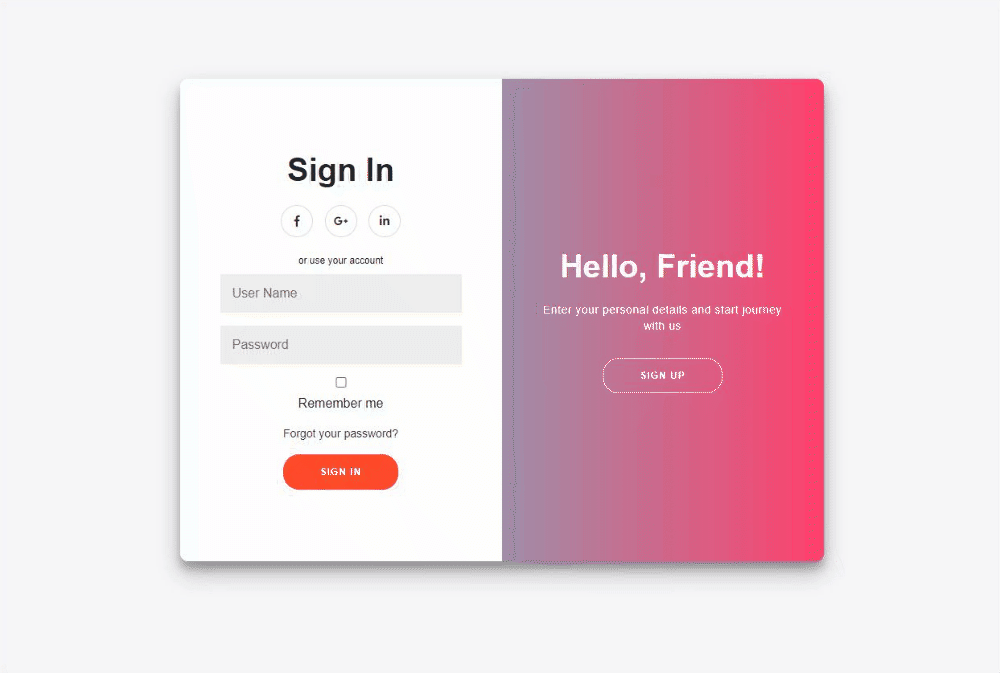 Sign In
f G+ in
or use your account
User Name
Password
Remember me
Forgot your password?
SIGN IN
Hello, Friend!
Enter your personal details and start journey
with us
SIGN UP